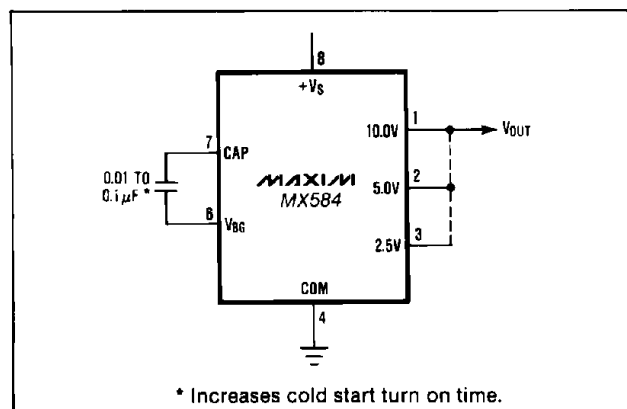 8
+VS
10.0V 1 VOUT
7 CAP
0.01 TO
0.1µF *
MAXIM
MX584
5.0V 2
6 VBG
2.5V 3
COM
4
* Increases cold start turn on time.